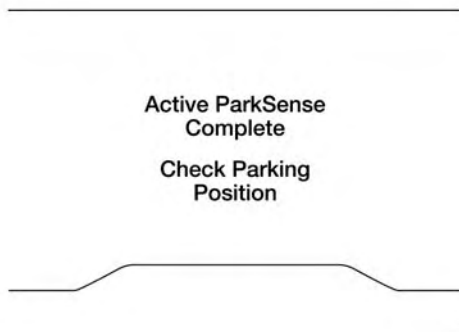 Active ParkSense
Complete
Check Parking
Position